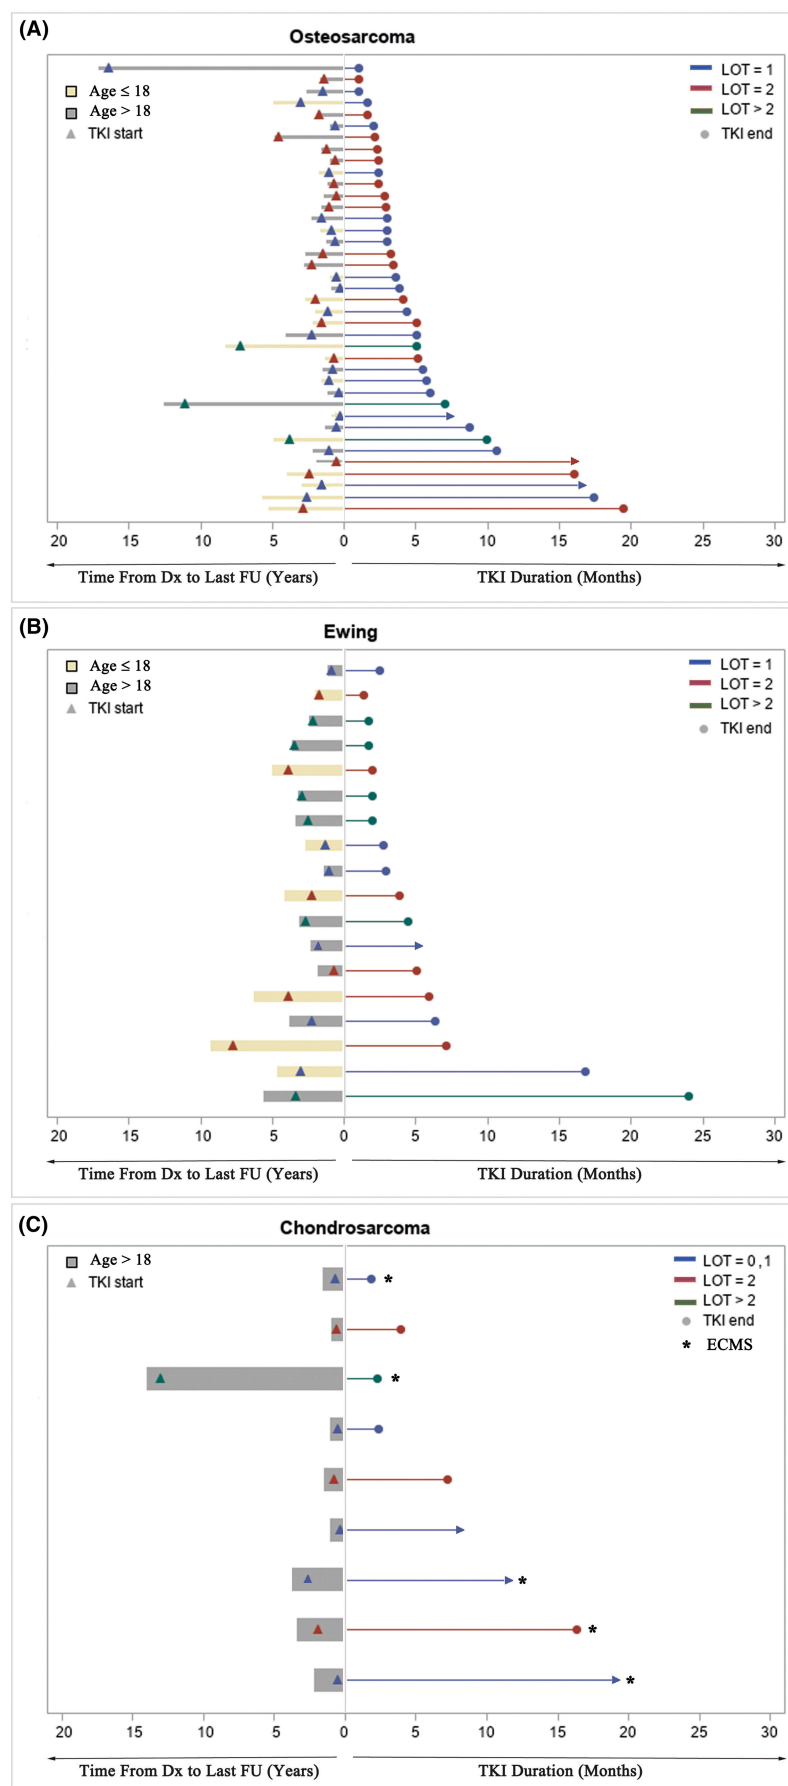 (A)
Osteosarcoma
Age ≤ 18
Age > 18
TKI start
LOT = 1
LOT = 2
LOT > 2
TKI end
20 15 10 5 0 5 10 15 20 25 30
Time From Dx to Last FU (Years) TKI Duration (Months)
(B)
Ewing
Age ≤ 18
Age > 18
TKI start
LOT = 1
LOT = 2
LOT > 2
TKI end
20 15 10 5 0 5 10 15 20 25 30
Time From Dx to Last FU (Years) TKI Duration (Months)
(C)
Chondrosarcoma
Age > 18
TKI start
LOT = 0,1
LOT = 2
LOT > 2
TKI end
* ECMS
*
*
*
*
*
20 15 10 5 0 5 10 15 20 25 30
Time From Dx to Last FU (Years) TKI Duration (Months)